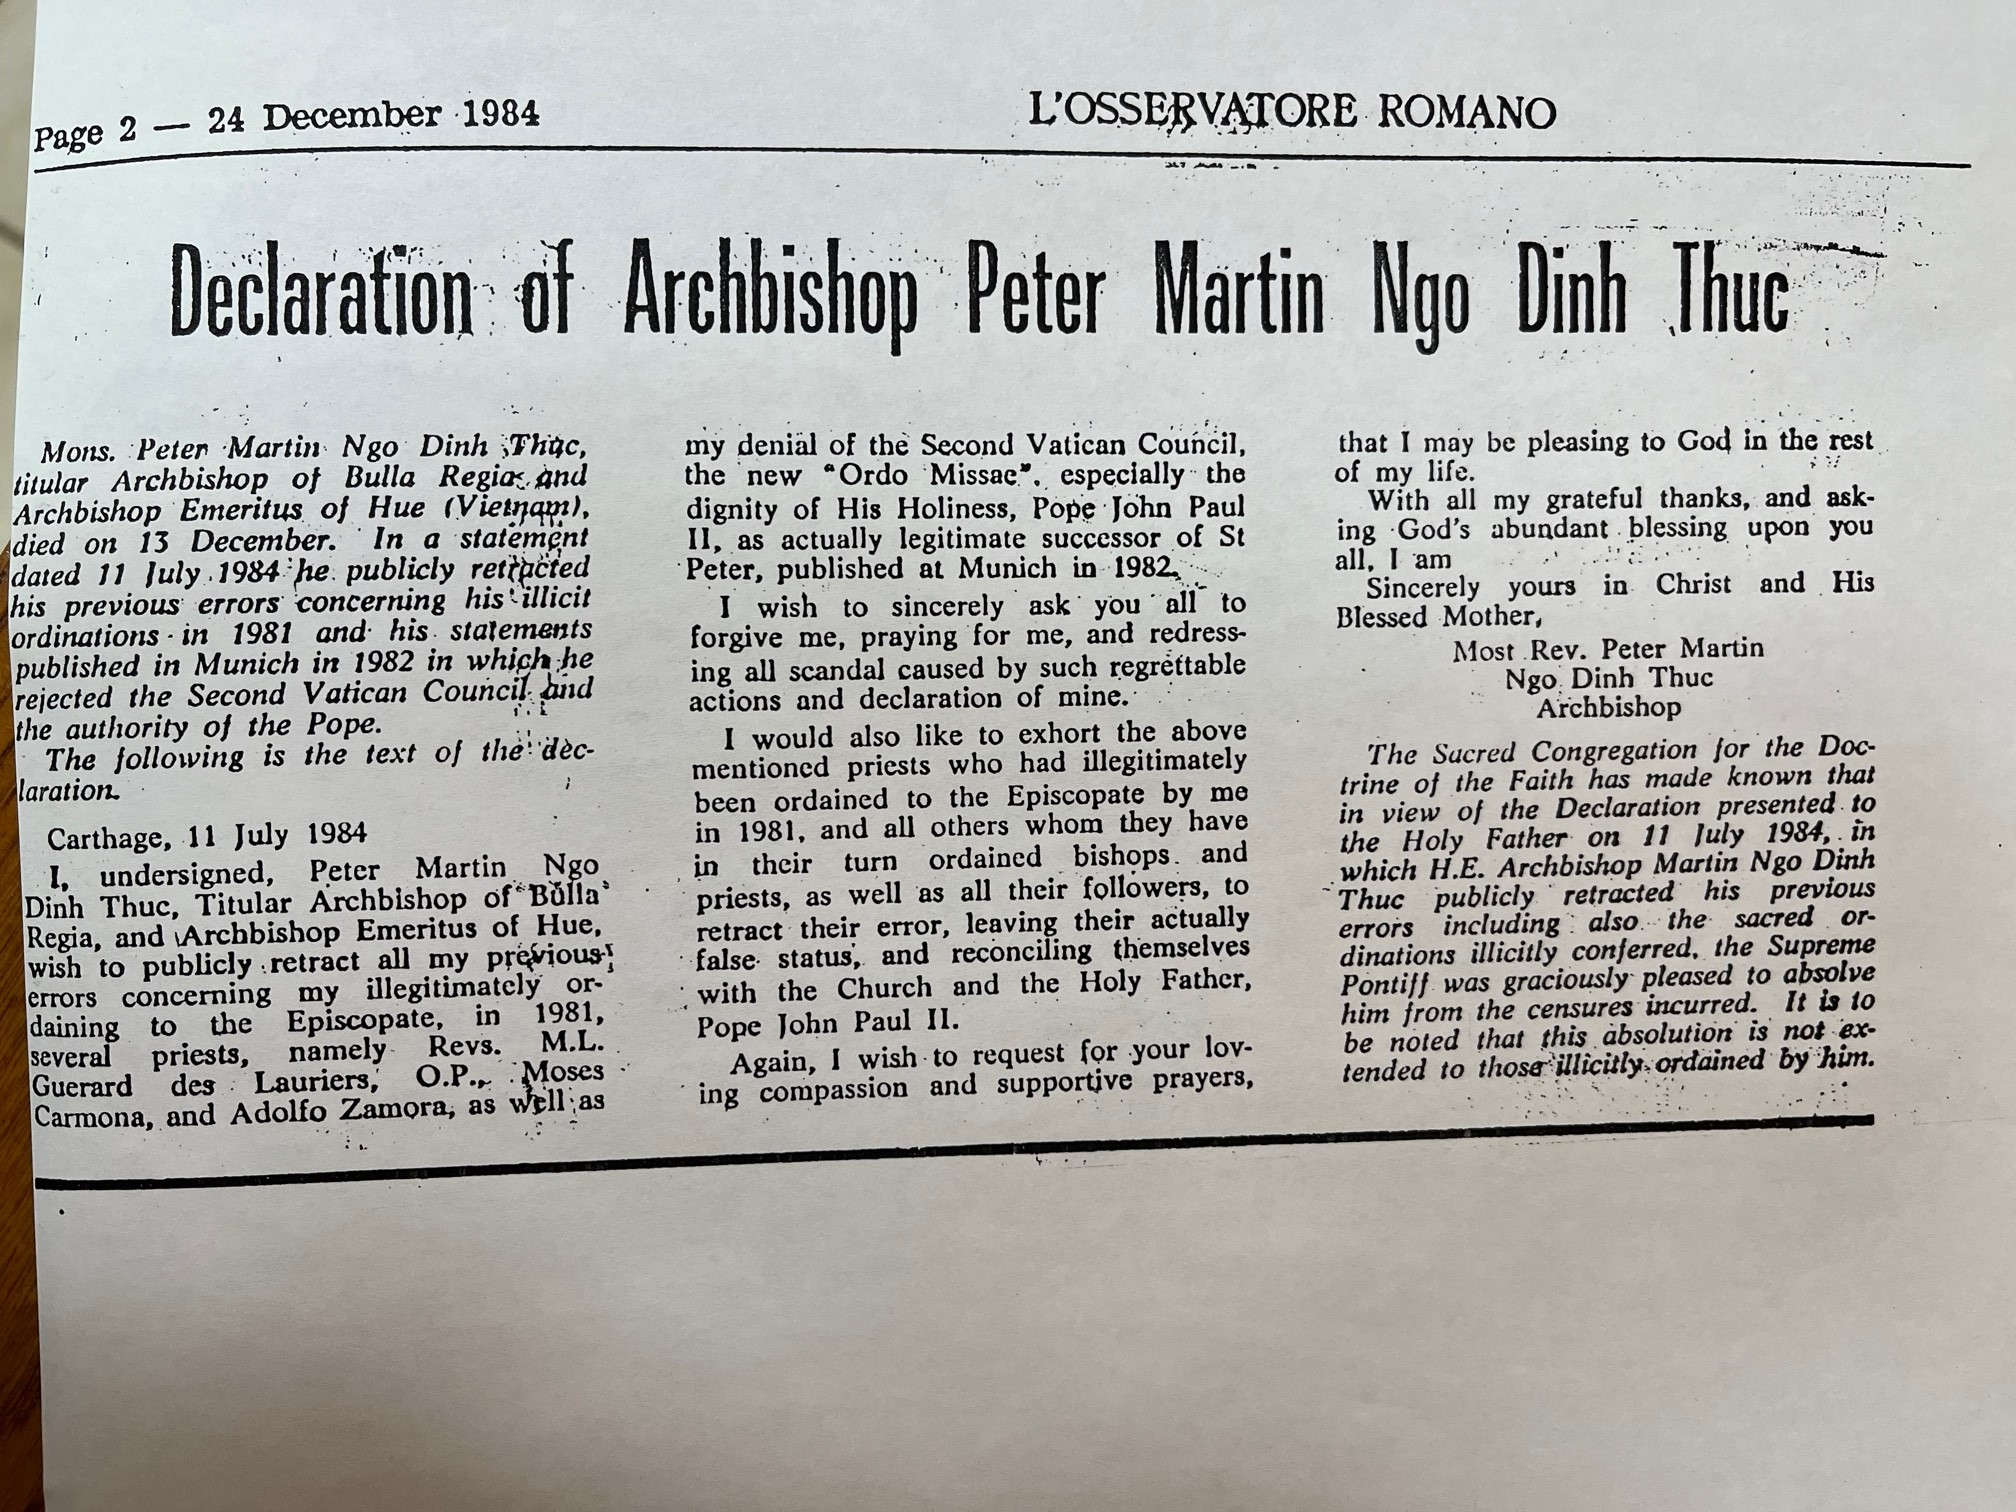 Page 2 — 24 December 1984
L'OSSERVATORE ROMANO
Declaration of Archbishop Peter Martin Ngo Dinh Thuc
Mons. Peter Martin Ngo Dinh Thuc,
titular Archbishop of Bulla Regia and
Archbishop Emeritus of Hue (Vietnam),
died on 13 December. In a statement
dated 11 July 1984 he publicly retracted
his previous errors concerning his illicit
ordinations in 1981 and his statements
published in Munich in 1982 in which he
rejected the Second Vatican Council and
the authority of the Pope.
The following is the text of the dec-
laration.
Carthage, 11 July 1984
I, undersigned, Peter Martin Ngo
Dinh Thuc, Titular Archbishop of Bulla
Regia, and Archbishop Emeritus of Hue,
wish to publicly retract all my previous
errors concerning my illegitimately or-
daining to the Episcopate, in 1981,
several priests, namely Revs. M.L.
Guerard des Lauriers, O.P., Moses
Carmona, and Adolfo Zamora, as well as
my denial of the Second Vatican Council,
the new "Ordo Missae", especially the
dignity of His Holiness, Pope John Paul
II, as actually legitimate successor of St
Peter, published at Munich in 1982.
I wish to sincerely ask you all to
forgive me, praying for me, and redress-
ing all scandal caused by such regrettable
actions and declaration of mine.
I would also like to exhort the above
mentioned priests who had illegitimately
been ordained to the Episcopate by me
in 1981, and all others whom they have
in their turn ordained bishops and
priests, as well as all their followers, to
retract their error, leaving their actually
false status, and reconciling themselves
with the Church and the Holy Father,
Pope John Paul II.
Again, I wish to request for your lov-
ing compassion and supportive prayers,
that I may be pleasing to God in the rest
of my life.
With all my grateful thanks, and ask-
ing God's abundant blessing upon you
all, I am
Sincerely yours in Christ and His
Blessed Mother,
Most Rev. Peter Martin
Ngo Dinh Thuc
Archbishop
The Sacred Congregation for the Doc-
trine of the Faith has made known that
in view of the Declaration presented to
the Holy Father on 11 July 1984, in
which H.E. Archbishop Martin Ngo Dinh
Thuc publicly retracted his previous
errors including also the sacred or-
dinations illicitly conferred, the Supreme
Pontiff was graciously pleased to absolve
him from the censures incurred. It is to
be noted that this absolution is not ex-
tended to those illicitly ordained by him.